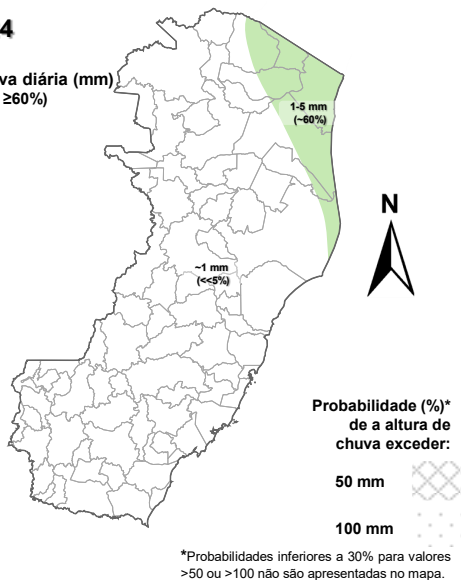 4
va diária (mm)
≥60%)
1-5 mm
(~60%)
N
~1 mm
(<<5%)
Probabilidade (%)*
de a altura de
chuva exceder:
50 mm
100 mm
*Probabilidades inferiores a 30% para valores
>50 ou >100 não são apresentadas no mapa.